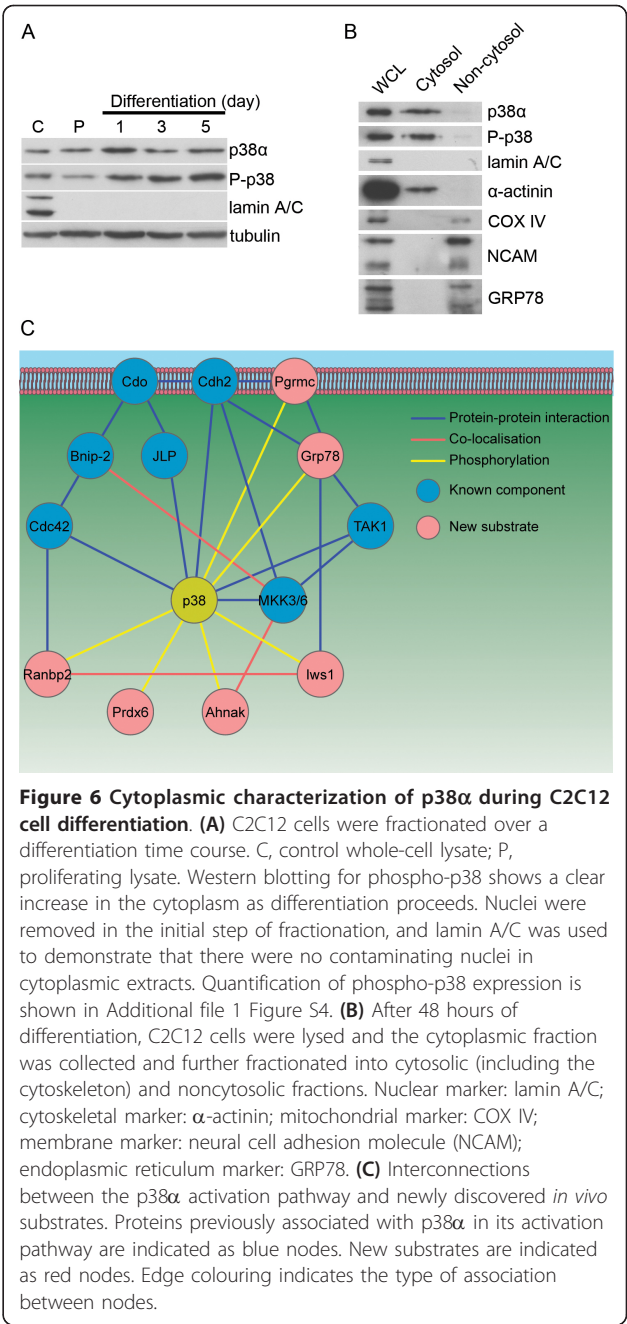 A
Differentiation (day)
C P 1 3 5
p38α
P-p38
lamin A/C
tubulin
B
WCL Cytosol Non-cytosol
p38α
P-p38
lamin A/C
α-actinin
COX IV
NCAM
GRP78
C
Cdo Cdh2 Pgrmc
Bnip-2 JLP Grp78
Cdc42 TAK1
p38 MKK3/6
Ranbp2 Iws1
Prdx6 Ahnak
Protein-protein interaction
Co-localisation
Phosphorylation
Known component
New substrate
Figure 6 Cytoplasmic characterization of p38α during C2C12
cell differentiation. (A) C2C12 cells were fractionated over a
differentiation time course. C, control whole-cell lysate; P,
proliferating lysate. Western blotting for phospho-p38 shows a clear
increase in the cytoplasm as differentiation proceeds. Nuclei were
removed in the initial step of fractionation, and lamin A/C was used
to demonstrate that there were no contaminating nuclei in
cytoplasmic extracts. Quantification of phospho-p38 expression is
shown in Additional file 1 Figure S4. (B) After 48 hours of
differentiation, C2C12 cells were lysed and the cytoplasmic fraction
was collected and further fractionated into cytosolic (including the
cytoskeleton) and noncytosolic fractions. Nuclear marker: lamin A/C;
cytoskeletal marker: α-actinin; mitochondrial marker: COX IV;
membrane marker: neural cell adhesion molecule (NCAM);
endoplasmic reticulum marker: GRP78. (C) Interconnections
between the p38α activation pathway and newly discovered in vivo
substrates. Proteins previously associated with p38α in its activation
pathway are indicated as blue nodes. New substrates are indicated
as red nodes. Edge colouring indicates the type of association
between nodes.